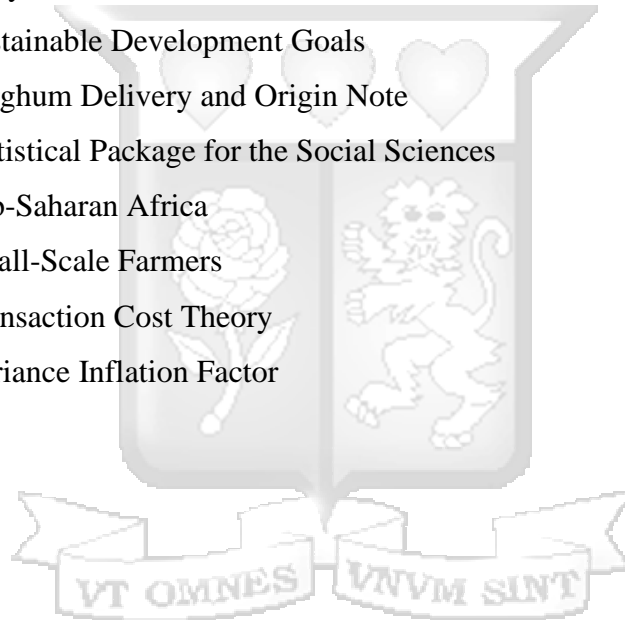 stainable Development Goals
ghum Delivery and Origin Note
tistical Package for the Social Sciences
o-Saharan Africa
all-Scale Farmers
nsaction Cost Theory
riance Inflation Factor
VT OMNES VNVM SINT